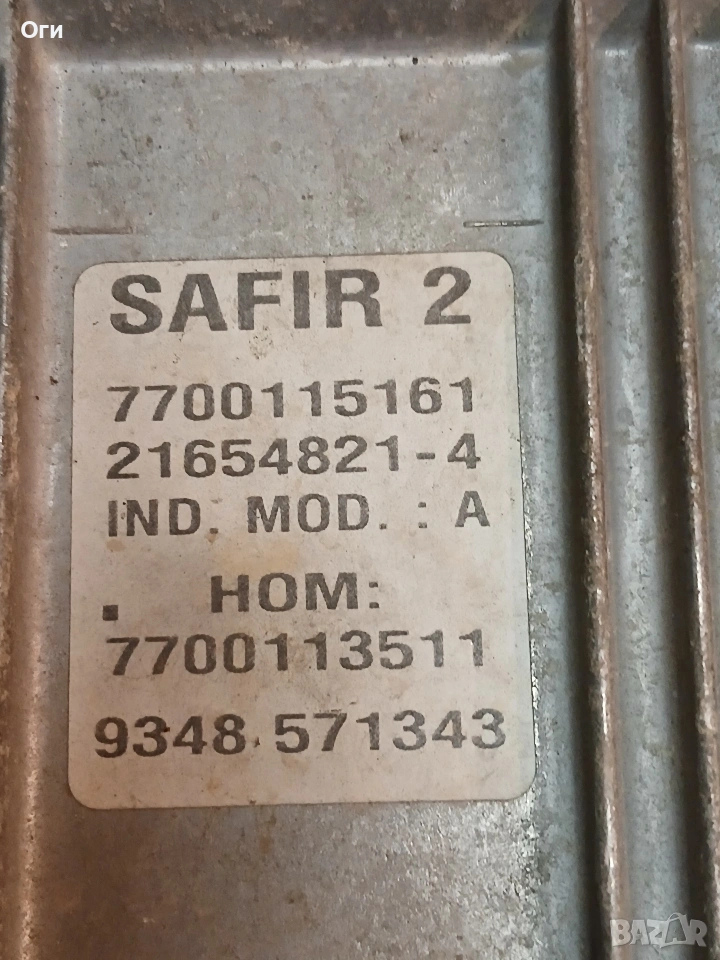 Оги
SAFIR 2
7700115161
21654821-4
IND. MOD. : A
. HOM:
7700113511
9348 571343
BAZAR